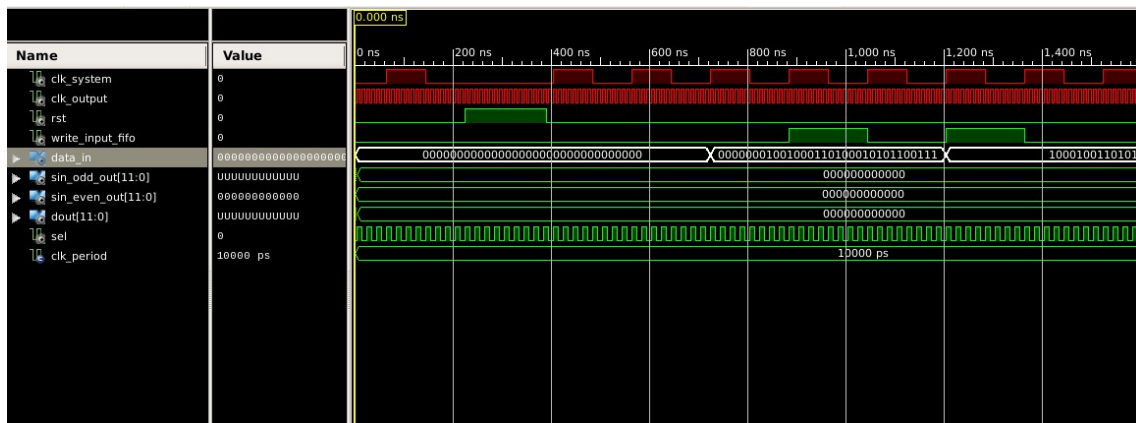 0.000 ns
Name
Value
0 ns
200 ns
400 ns
600 ns
800 ns
1,000 ns
1,200 ns
1,400 ns
clk_system
0
clk_output
0
rst
0
write_input_fifo
0
data_in
0000000000000000000
00000000000000000000000000000000
00000001001000110100010101100111
1000100110101
sin_odd_out[11:0]
UUUUUUUUUUUU
000000000000
sin_even_out[11:0]
000000000000
000000000000
dout[11:0]
UUUUUUUUUUUU
000000000000
sel
0
clk_period
10000 ps
10000 ps